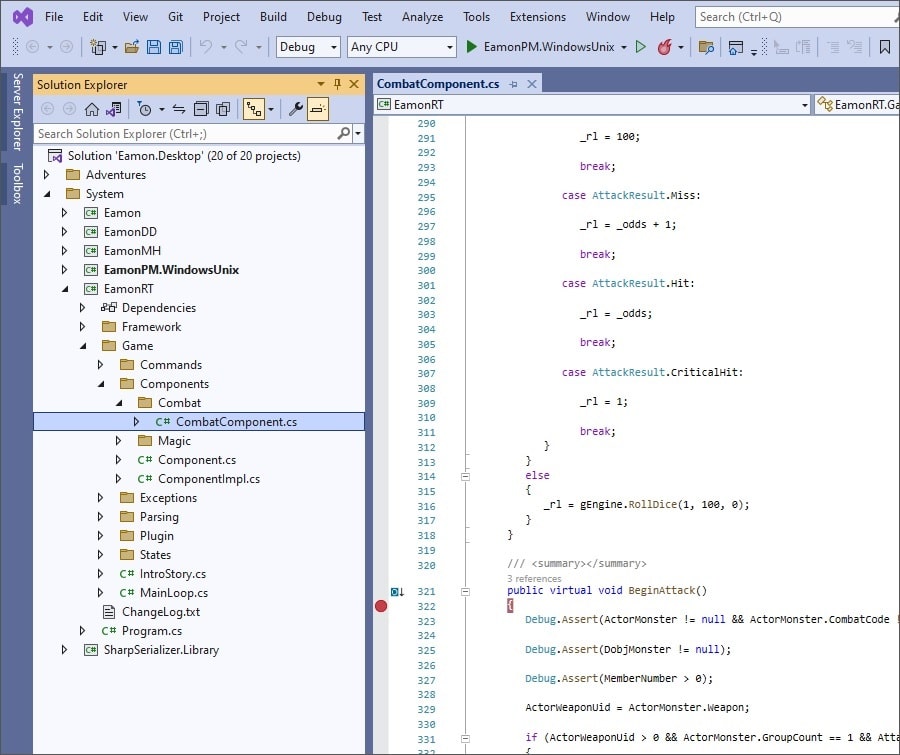 File Edit View Git Project Build Debug Test Analyze Tools Extensions Window Help Search (Ctrl+Q)
Debug Any CPU EamonPM.WindowsUnix
Server Explorer
Toolbox
Solution Explorer
Search Solution Explorer (Ctrl+;)
Solution 'Eamon.Desktop' (20 of 20 projects)
Adventures
System
C# Eamon
C# EamonDD
C# EamonMH
C# EamonPM.WindowsUnix
C# EamonRT
Dependencies
Framework
Game
Commands
Components
Combat
C# CombatComponent.cs
Magic
C# Component.cs
C# ComponentImpl.cs
Exceptions
Parsing
Plugin
States
C# IntroStory.cs
C# MainLoop.cs
ChangeLog.txt
C# Program.cs
C# SharpSerializer.Library
CombatComponent.cs
C# EamonRT EamonRT.Ga
290
291 _rl = 100;
292
293 break;
294
295 case AttackResult.Miss:
296
297 _rl = _odds + 1;
298
299 break;
300
301 case AttackResult.Hit:
302
303 _rl = _odds;
304
305 break;
306
307 case AttackResult.CriticalHit:
308
309 _rl = 1;
310
311 break;
312 }
313 }
314 else
315 {
316 _rl = gEngine.RollDice(1, 100, 0);
317 }
318 }
319
320 /// <summary></summary>
3 references
321 public virtual void BeginAttack()
322 {
323 Debug.Assert(ActorMonster != null && ActorMonster.CombatCode !
324
325 Debug.Assert(DobjMonster != null);
326
327 Debug.Assert(MemberNumber > 0);
328
329 ActorWeaponUid = ActorMonster.Weapon;
330
331 if (ActorWeaponUid > 0 && ActorMonster.GroupCount == 1 && Atta
332 {